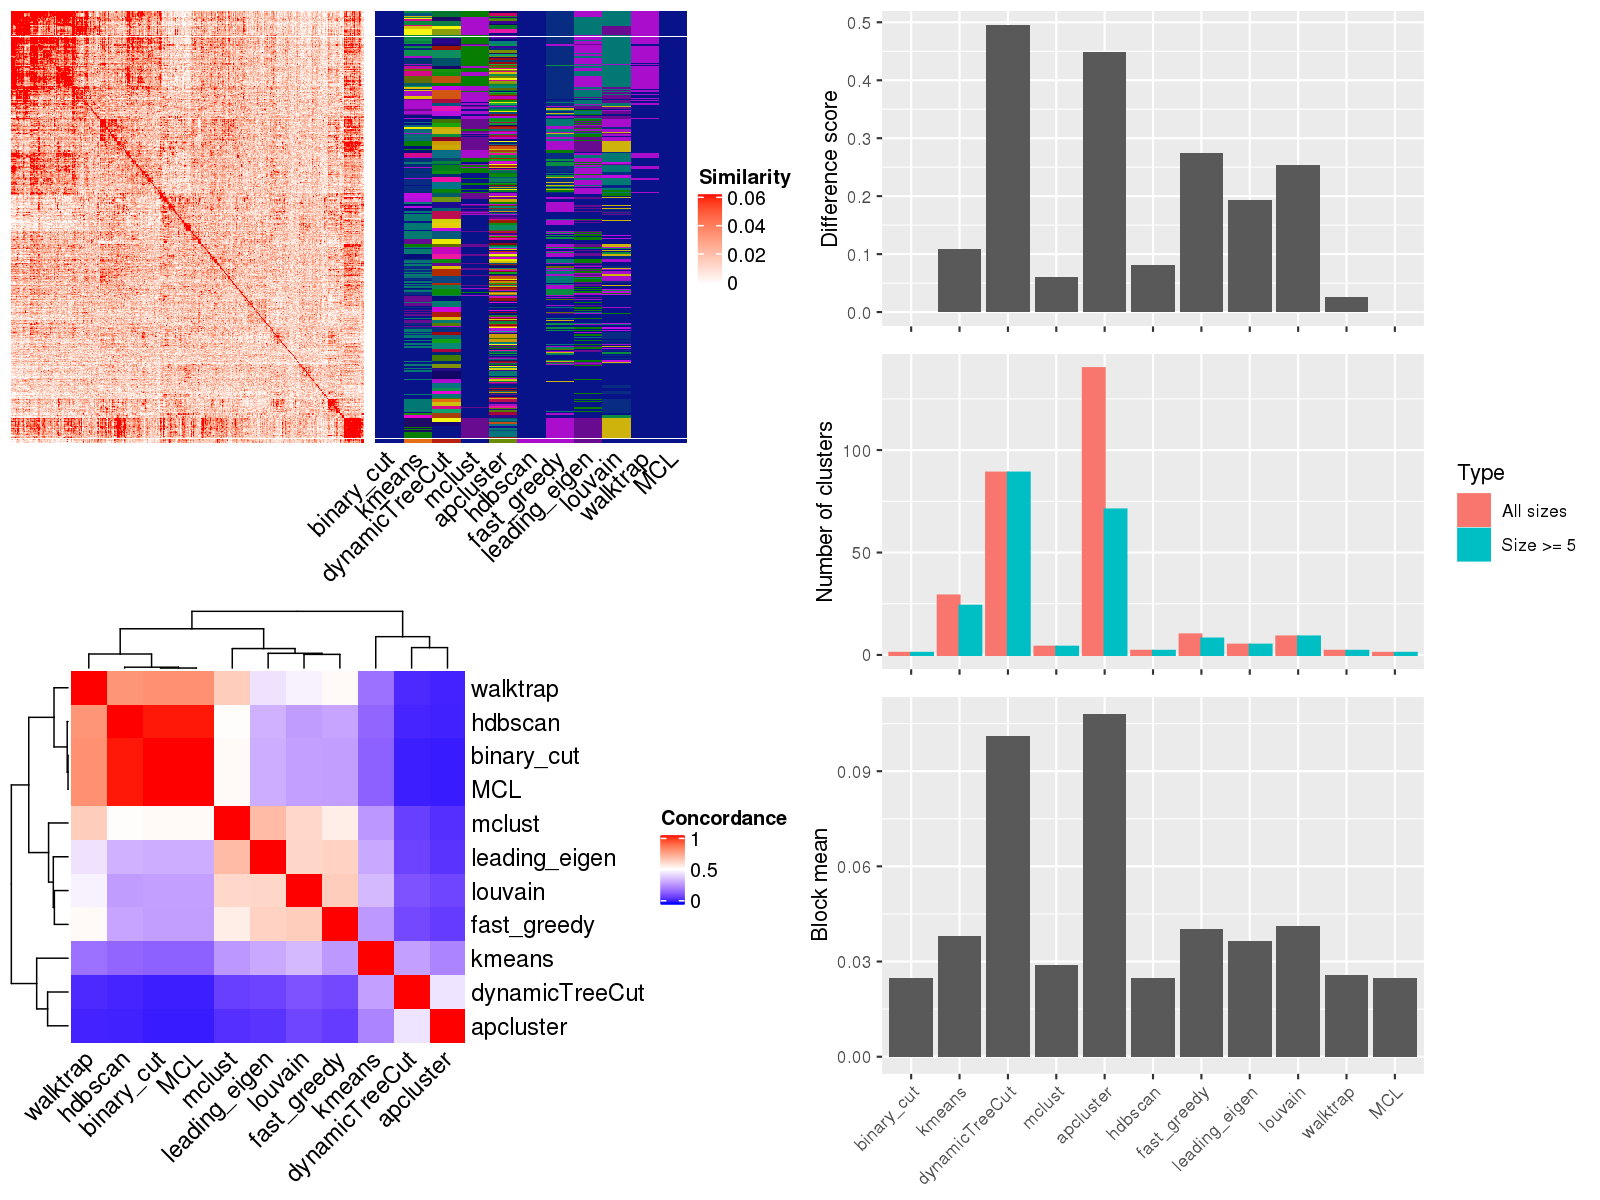 Similarity
0.06
0.04
0.02
0
binary_cut
kmeans
dynamicTreeCut
mclust
apcluster
hdbscan
fast_greedy
leading_eigen
louvain
walktrap
MCL
walktrap
hdbscan
binary_cut
MCL
mclust
leading_eigen
louvain
fast_greedy
kmeans
dynamicTreeCut
apcluster
Concordance
1
0.5
0
walktrap
hdbscan
binary_cut
MCL
mclust
leading_eigen
louvain
fast_greedy
kmeans
dynamicTreeCut
apcluster
Difference score
0.5
0.4
0.3
0.2
0.1
0.0
Number of clusters
100
50
0
Type
All sizes
Size >= 5
Block mean
0.09
0.06
0.03
0.00
binary_cut
kmeans
dynamicTreeCut
mclust
apcluster
hdbscan
fast_greedy
leading_eigen
louvain
walktrap
MCL